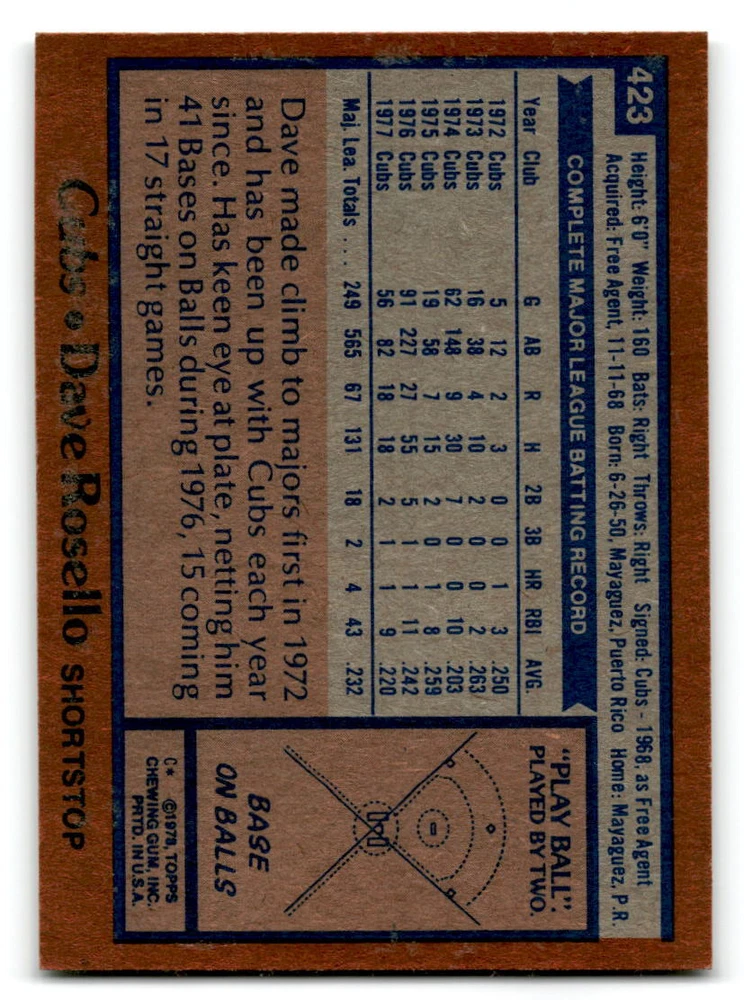 423
Height: 6'0" Weight: 160 Bats: Right Throws: Right Signed: Cubs - 1968, as Free Agent
Acquired: Free Agent, 11-11-68 Born: 6-26-50, Mayaguez, Puerto Rico Home: Mayaguez, P.R.
COMPLETE MAJOR LEAGUE BATTING RECORD
Year Club G AB R H 2B 3B HR RBI AVG.
1972 Cubs 5 12 2 3 0 0 1 3 .250
1973 Cubs 16 38 4 10 2 0 0 2 .263
1974 Cubs 62 148 9 30 7 0 0 10 .203
1975 Cubs 19 58 7 15 2 0 1 8 .259
1976 Cubs 91 227 27 55 5 1 1 11 .242
1977 Cubs 56 82 18 18 2 1 1 9 .220
Maj. Lea. Totals .... 249 565 67 131 18 2 4 43 .232
Dave made climb to majors first in 1972
and has been up with Cubs each year
since. Has keen eye at plate, netting him
41 Bases on Balls during 1976, 15 coming
in 17 straight games.
"PLAY BALL"
PLAYED BY TWO.
BASE
ON BALLS
C* ©1978, TOPPS
CHEWING GUM, INC.
PRTD. IN U.S.A.
Cubs • Dave Rosello SHORTSTOP